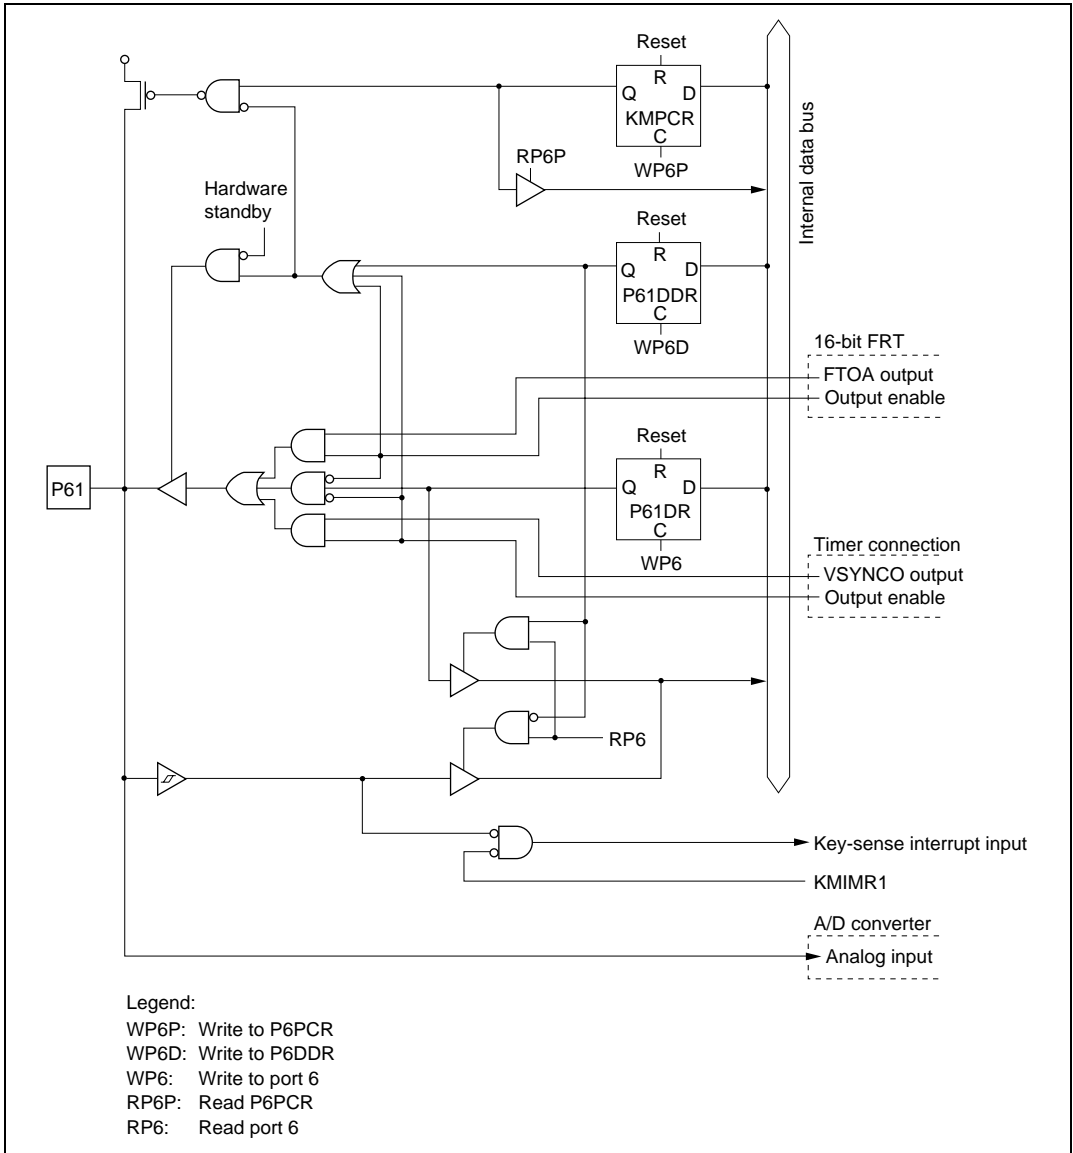 Reset
R
Q D
KMPCR
C
WP6P
RP6P
Internal data bus
Hardware
standby
Reset
R
Q D
P61DDR
C
WP6D
16-bit FRT
FTOA output
Output enable
Reset
R
Q D
P61DR
C
WP6
P61
Timer connection
VSYNCO output
Output enable
RP6
Key-sense interrupt input
KMIMR1
A/D converter
Analog input
Legend:
WP6P: Write to P6PCR
WP6D: Write to P6DDR
WP6: Write to port 6
RP6P: Read P6PCR
RP6: Read port 6